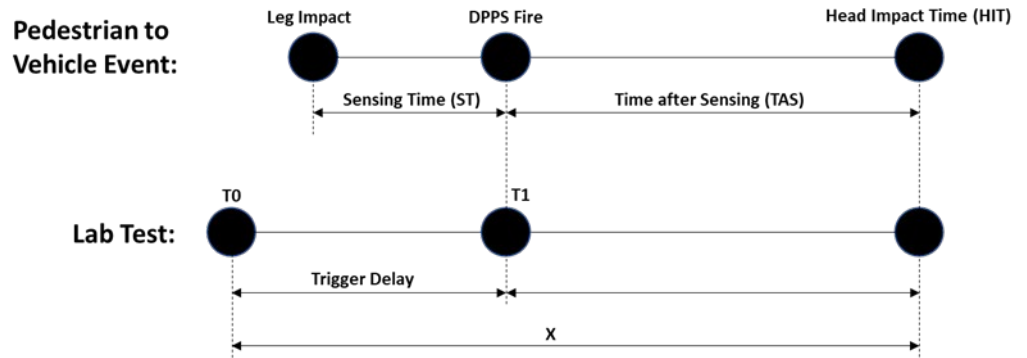 Pedestrian to
Vehicle Event:
Leg Impact
DPPS Fire
Head Impact Time (HIT)
Sensing Time (ST)
Time after Sensing (TAS)
Lab Test:
T0
T1
Trigger Delay
X